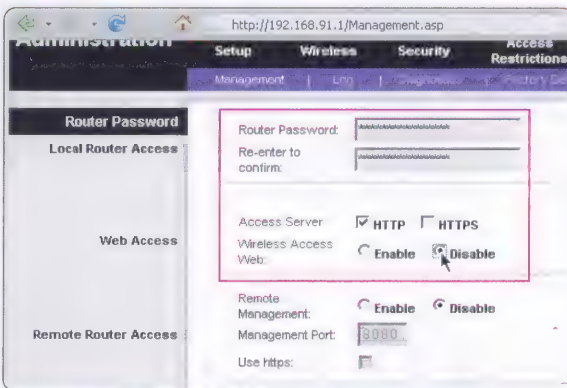 http://192.168.91.1/Management.asp
Administration
Setup Wireless Security Access Restrictions
Management | Log |
Router Password
Local Router Access
Router Password: ********************
Re-enter to confirm: ********************
Web Access
Access Server HTTP HTTPS
Wireless Access Web: Enable Disable
Remote Router Access
Remote Management: Enable Disable
Management Port: 8080
Use https: